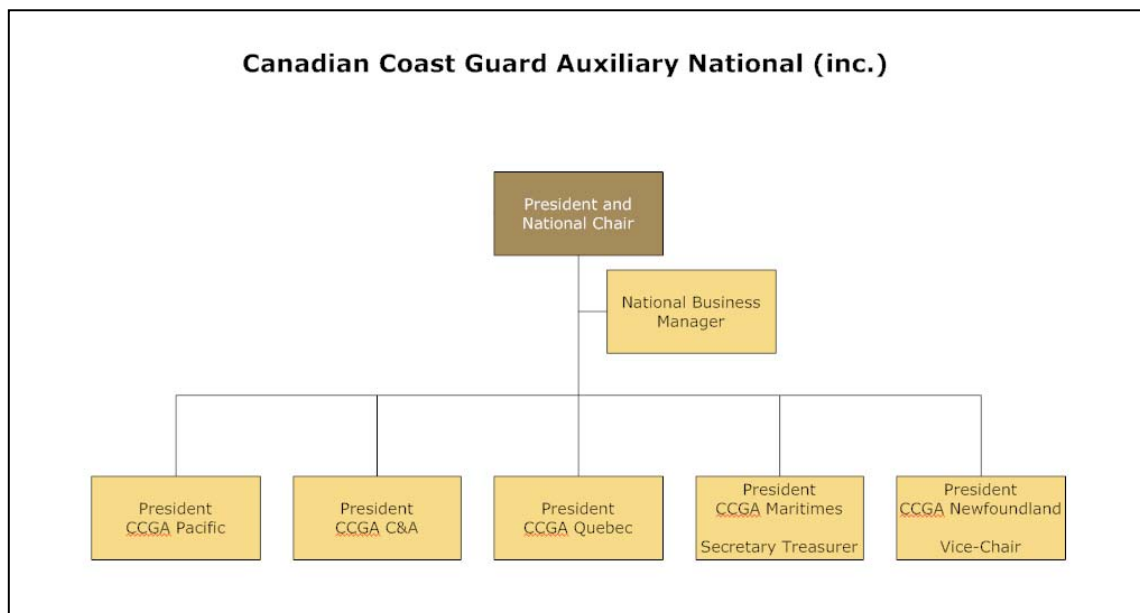 Canadian Coast Guard Auxiliary National (inc.)
President and
National Chair
National Business
Manager
President
CCGA Pacific
President
CCGA C&A
President
CCGA Quebec
President
CCGA Maritimes
Secretary Treasurer
President
CCGA Newfoundland
Vice-Chair